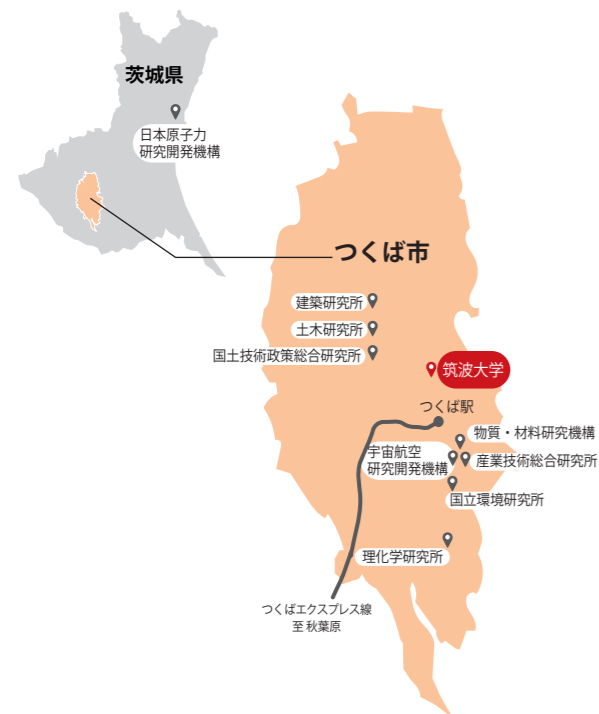 茨城県
日本原子力
研究開発機構
つくば市
建築研究所
土木研究所
国土技術政策総合研究所
筑波大学
つくば駅
物質・材料研究機構
宇宙航空
研究開発機構
産業技術総合研究所
国立環境研究所
理化学研究所
つくばエクスプレス線
至 秋葉原